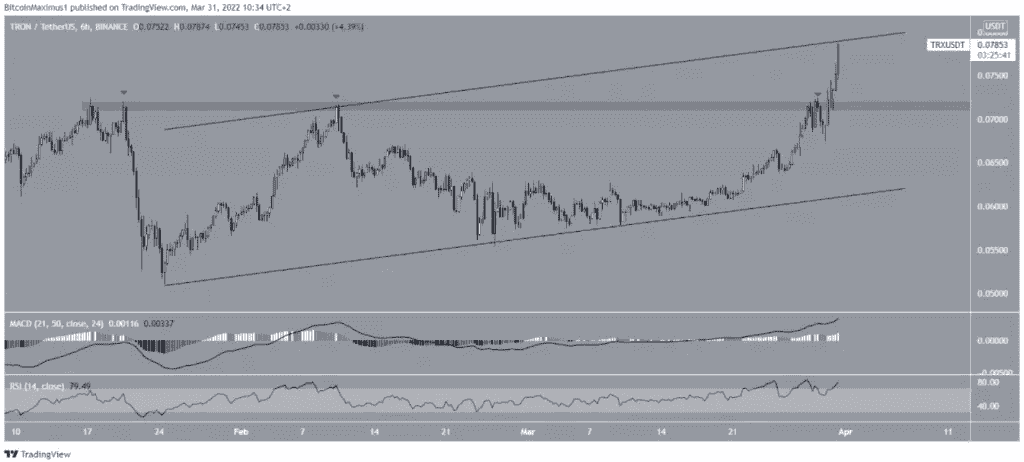 BitcoinMaximus1 published on TradingView.com, Mar 31, 2022 10:34 UTC+2
TRON / TetherUS, 6h, BINANCE O0.07522 H0.07874 L0.07473 C0.07853 +0.00330 (+4.39%)
USDT
TRXUSDT 0.07853
03:25:41
0.07500
0.07000
0.06500
0.06000
0.05500
0.05000
MACD (21, 50, close, 24) 0.00116 0.00337
0.00000
-0.00500
RSI (14, close) 79.49
80.00
40.00
10 17 24 Feb 7 14 21 Mar 7 14 21 Apr 11
TradingView